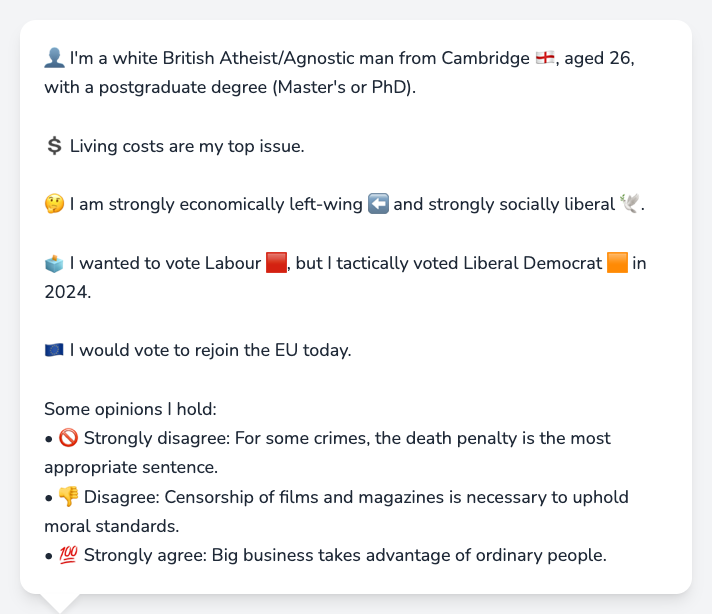 👤 I'm a white British Atheist/Agnostic man from Cambridge 🏴󠁧󠁢󠁥󠁮󠁧󠁿, aged 26,
with a postgraduate degree (Master's or PhD).
💲 Living costs are my top issue.
🤔 I am strongly economically left-wing ⬅️ and strongly socially liberal 🕊️.
🗳️ I wanted to vote Labour 🟥, but I tactically voted Liberal Democrat 🟧 in
2024.
🇪🇺 I would vote to rejoin the EU today.
Some opinions I hold:
• 🚫 Strongly disagree: For some crimes, the death penalty is the most
appropriate sentence.
• 👎 Disagree: Censorship of films and magazines is necessary to uphold
moral standards.
• 💯 Strongly agree: Big business takes advantage of ordinary people.